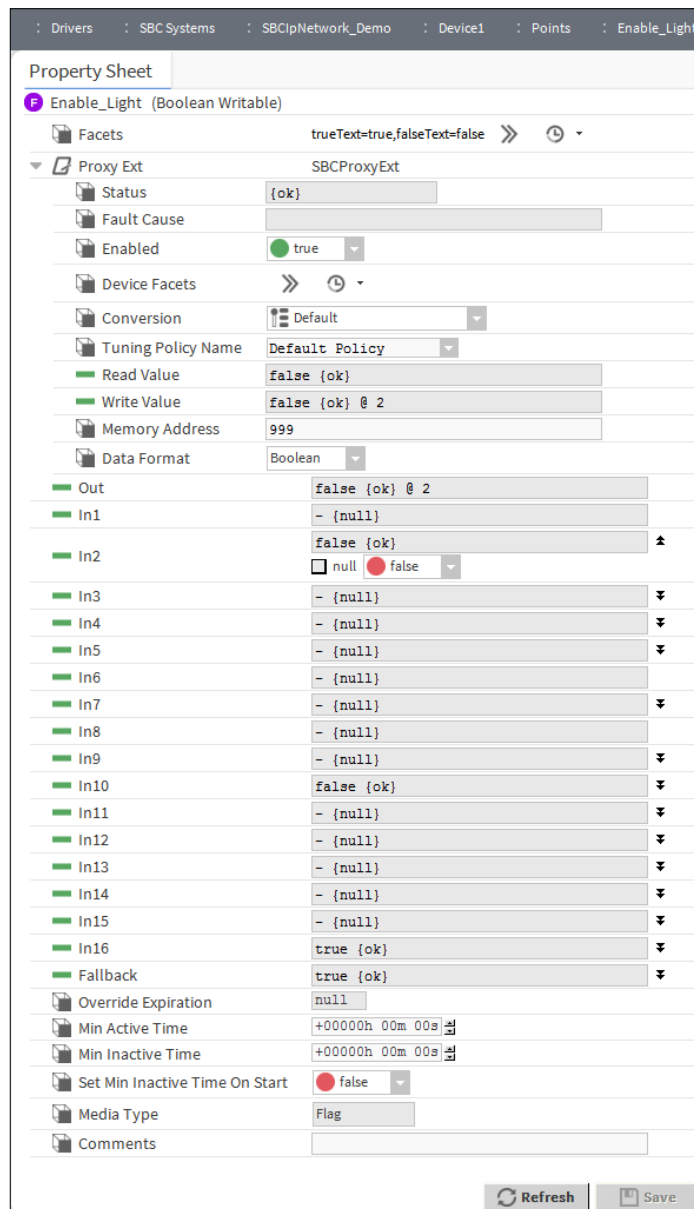 : Drivers : SBC Systems : SBCIpNetwork_Demo : Device1 : Points : Enable_Light
Property Sheet
F Enable_Light (Boolean Writable)
Facets trueText=true,falseText=false
Proxy Ext SBCProxyExt
Status {ok}
Fault Cause
Enabled true
Device Facets
Conversion Default
Tuning Policy Name Default Policy
Read Value false {ok}
Write Value false {ok} @ 2
Memory Address 999
Data Format Boolean
Out false {ok} @ 2
In1 - {null}
false {ok}
In2 null false
In3 - {null}
In4 - {null}
In5 - {null}
In6 - {null}
In7 - {null}
In8 - {null}
In9 - {null}
In10 false {ok}
In11 - {null}
In12 - {null}
In13 - {null}
In14 - {null}
In15 - {null}
In16 true {ok}
Fallback true {ok}
Override Expiration null
Min Active Time +00000h 00m 00s
Min Inactive Time +00000h 00m 00s
Set Min Inactive Time On Start false
Media Type Flag
Comments
Refresh Save